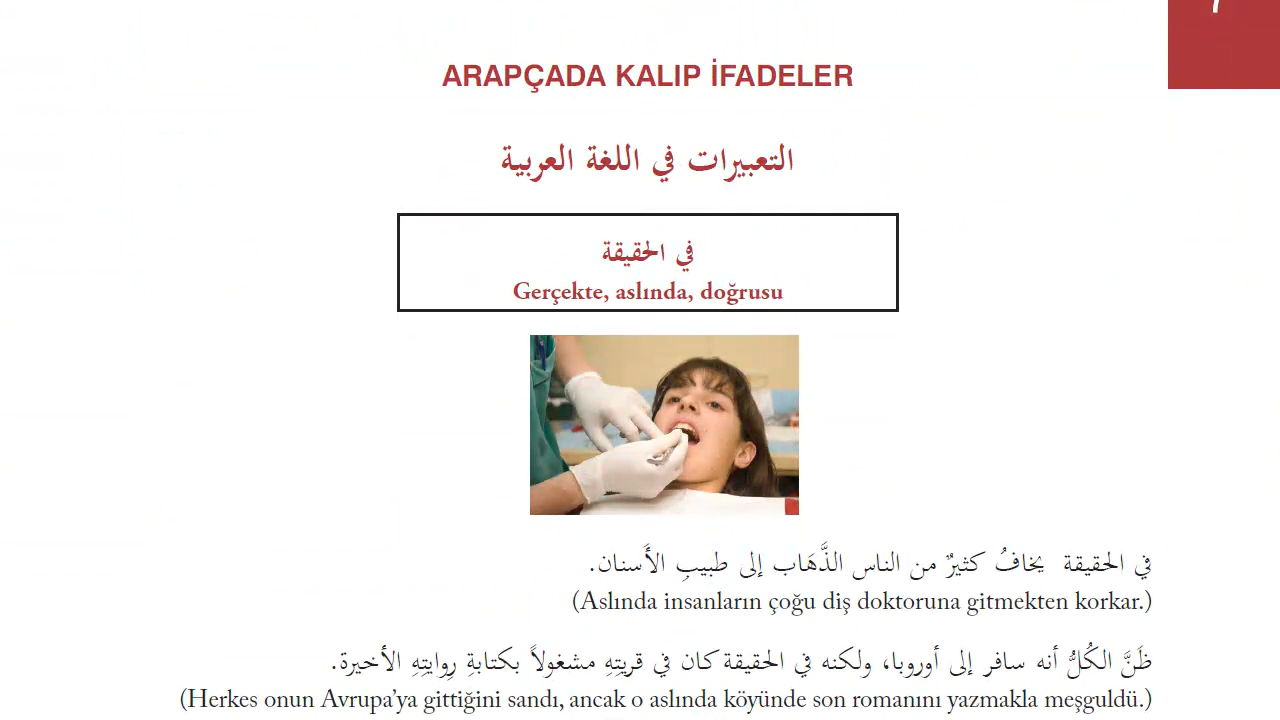 ARAPÇADA KALIP İFADELER
التعبيرات في اللغة العربية
في الحقيقة
Gerçekte, aslında, doğrusu
في الحقيقة يخافُ كثيرٌ من الناس الذَّهَاب إلى طبيبِ الأَسنان.
(Aslında insanların çoğu diş doktoruna gitmekten korkar.)
ظَنَّ الكُلُّ أنه سافر إلى أوروبا، ولكنه في الحقيقة كان في قريتِهِ مشغولاً بكتابةِ رِوايتِهِ الأخيرة.
(Herkes onun Avrupa’ya gittiğini sandı, ancak o aslında köyünde son romanını yazmakla meşguldü.)